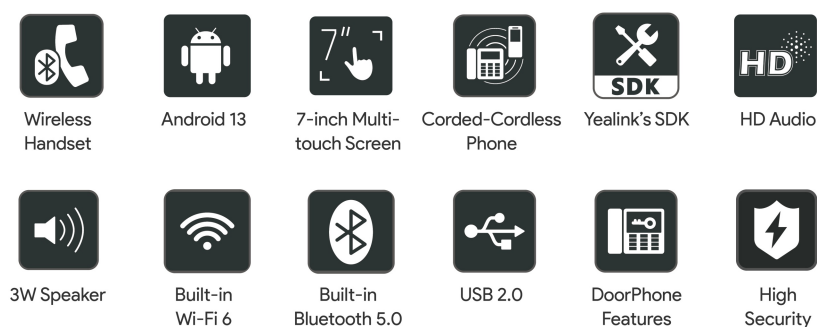 7"
SDK
HD
Wireless
Handset
Android 13
7-inch Multi-
touch Screen
Corded-Cordless
Phone
Yealink's SDK
HD Audio
3W Speaker
Built-in
Wi-Fi 6
Built-in
Bluetooth 5.0
USB 2.0
DoorPhone
Features
High
Security